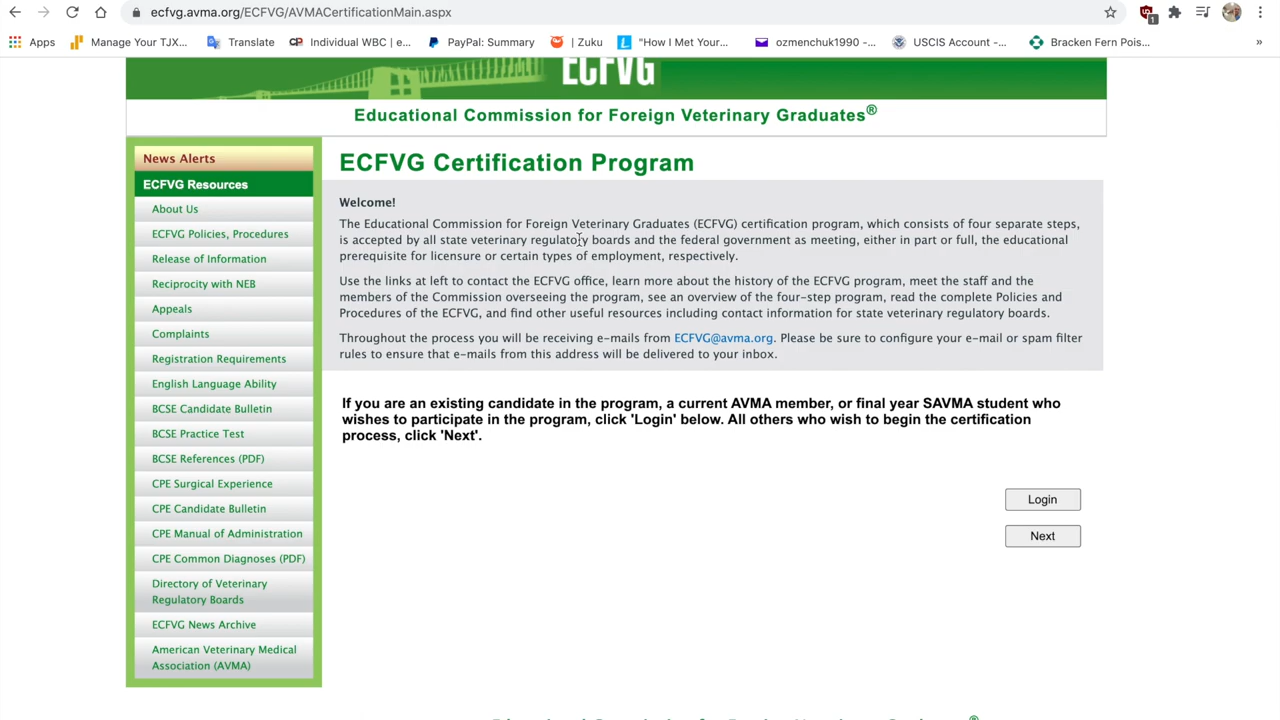 ecfvg.avma.org/ECFVG/AVMACertificationMain.aspx
1
Apps Manage Your TJX... Translate CP Individual WBC | e... PayPal: Summary | Zuku L "How I Met Your... ozmenchuk1990 -... USCIS Account -... Bracken Fern Pois... »
ECFVG
Educational Commission for Foreign Veterinary Graduates®
News Alerts
ECFVG Resources
About Us
ECFVG Policies, Procedures
Release of Information
Reciprocity with NEB
Appeals
Complaints
Registration Requirements
English Language Ability
BCSE Candidate Bulletin
BCSE Practice Test
BCSE References (PDF)
CPE Surgical Experience
CPE Candidate Bulletin
CPE Manual of Administration
CPE Common Diagnoses (PDF)
Directory of Veterinary
Regulatory Boards
ECFVG News Archive
American Veterinary Medical
Association (AVMA)
ECFVG Certification Program
Welcome!
The Educational Commission for Foreign Veterinary Graduates (ECFVG) certification program, which consists of four separate steps,
is accepted by all state veterinary regulatory boards and the federal government as meeting, either in part or full, the educational
prerequisite for licensure or certain types of employment, respectively.
Use the links at left to contact the ECFVG office, learn more about the history of the ECFVG program, meet the staff and the
members of the Commission overseeing the program, see an overview of the four-step program, read the complete Policies and
Procedures of the ECFVG, and find other useful resources including contact information for state veterinary regulatory boards.
Throughout the process you will be receiving e-mails from ECFVG@avma.org. Please be sure to configure your e-mail or spam filter
rules to ensure that e-mails from this address will be delivered to your inbox.
If you are an existing candidate in the program, a current AVMA member, or final year SAVMA student who
wishes to participate in the program, click 'Login' below. All others who wish to begin the certification
process, click 'Next'.
Login
Next